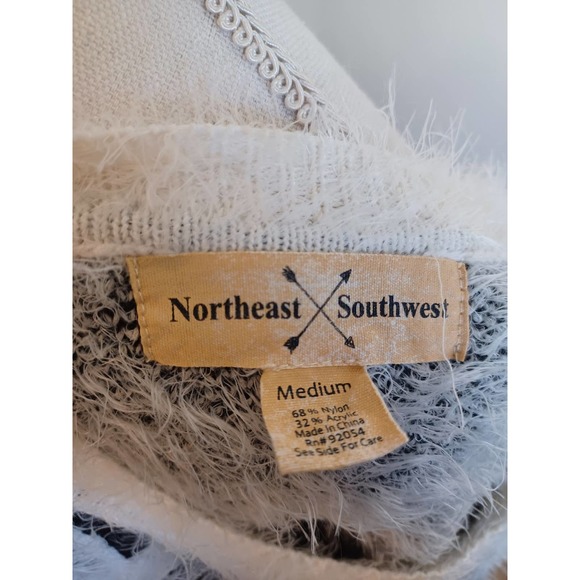 Northeast Southwest
Medium
68% Nylon
32% Acrylic
Made in China
Rn# 92054
See Side For Care